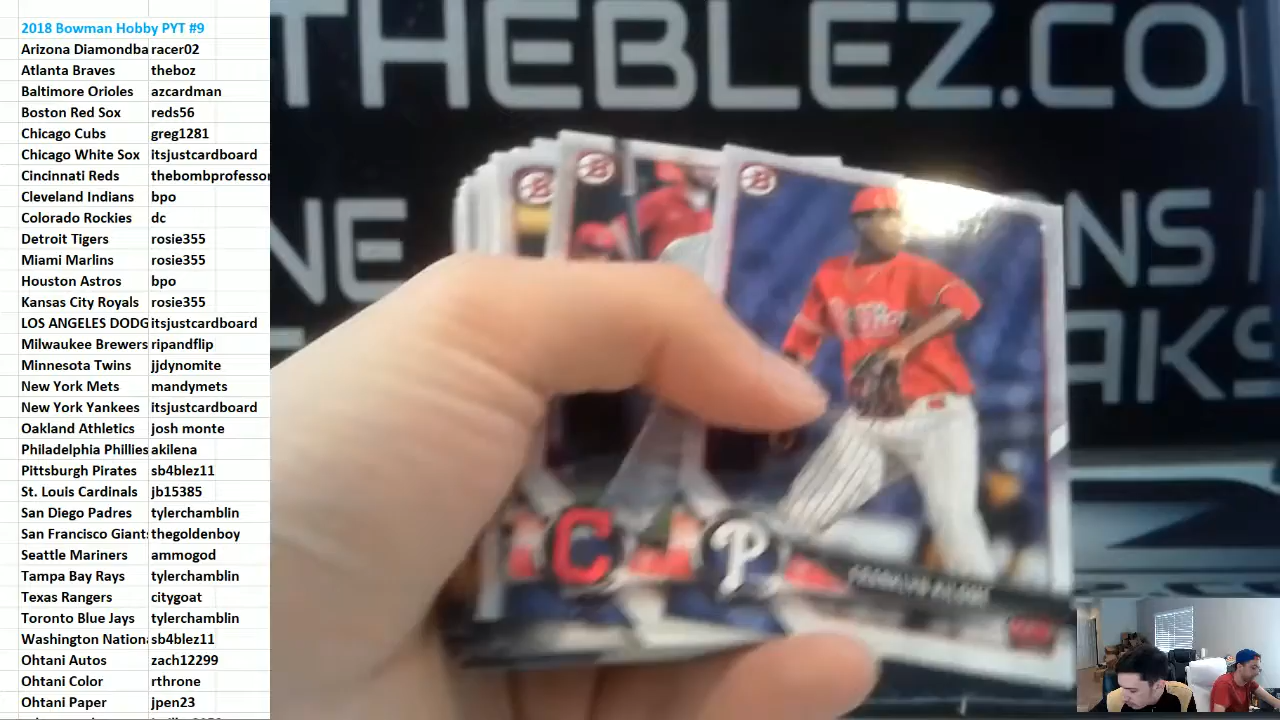 2018 Bowman Hobby PYT #9
Arizona Diamondba racer02
Atlanta Braves theboz
Baltimore Orioles azcardman
Boston Red Sox reds56
Chicago Cubs greg1281
Chicago White Sox itsjustcardboard
Cincinnati Reds thebombprofessor
Cleveland Indians bpo
Colorado Rockies dc
Detroit Tigers rosie355
Miami Marlins rosie355
Houston Astros bpo
Kansas City Royals rosie355
LOS ANGELES DODG itsjustcardboard
Milwaukee Brewers ripandflip
Minnesota Twins jjdynomite
New York Mets mandymets
New York Yankees itsjustcardboard
Oakland Athletics josh monte
Philadelphia Phillies akilena
Pittsburgh Pirates sb4blez11
St. Louis Cardinals jb15385
San Diego Padres tylerchamblin
San Francisco Giants thegoldenboy
Seattle Mariners ammogod
Tampa Bay Rays tylerchamblin
Texas Rangers citygoat
Toronto Blue Jays tylerchamblin
Washington Nation sb4blez11
Ohtani Autos zach12299
Ohtani Color rthrone
Ohtani Paper jpen23
THEBLEZ.CO
NE
NS
AKS
B
B
B
C
P